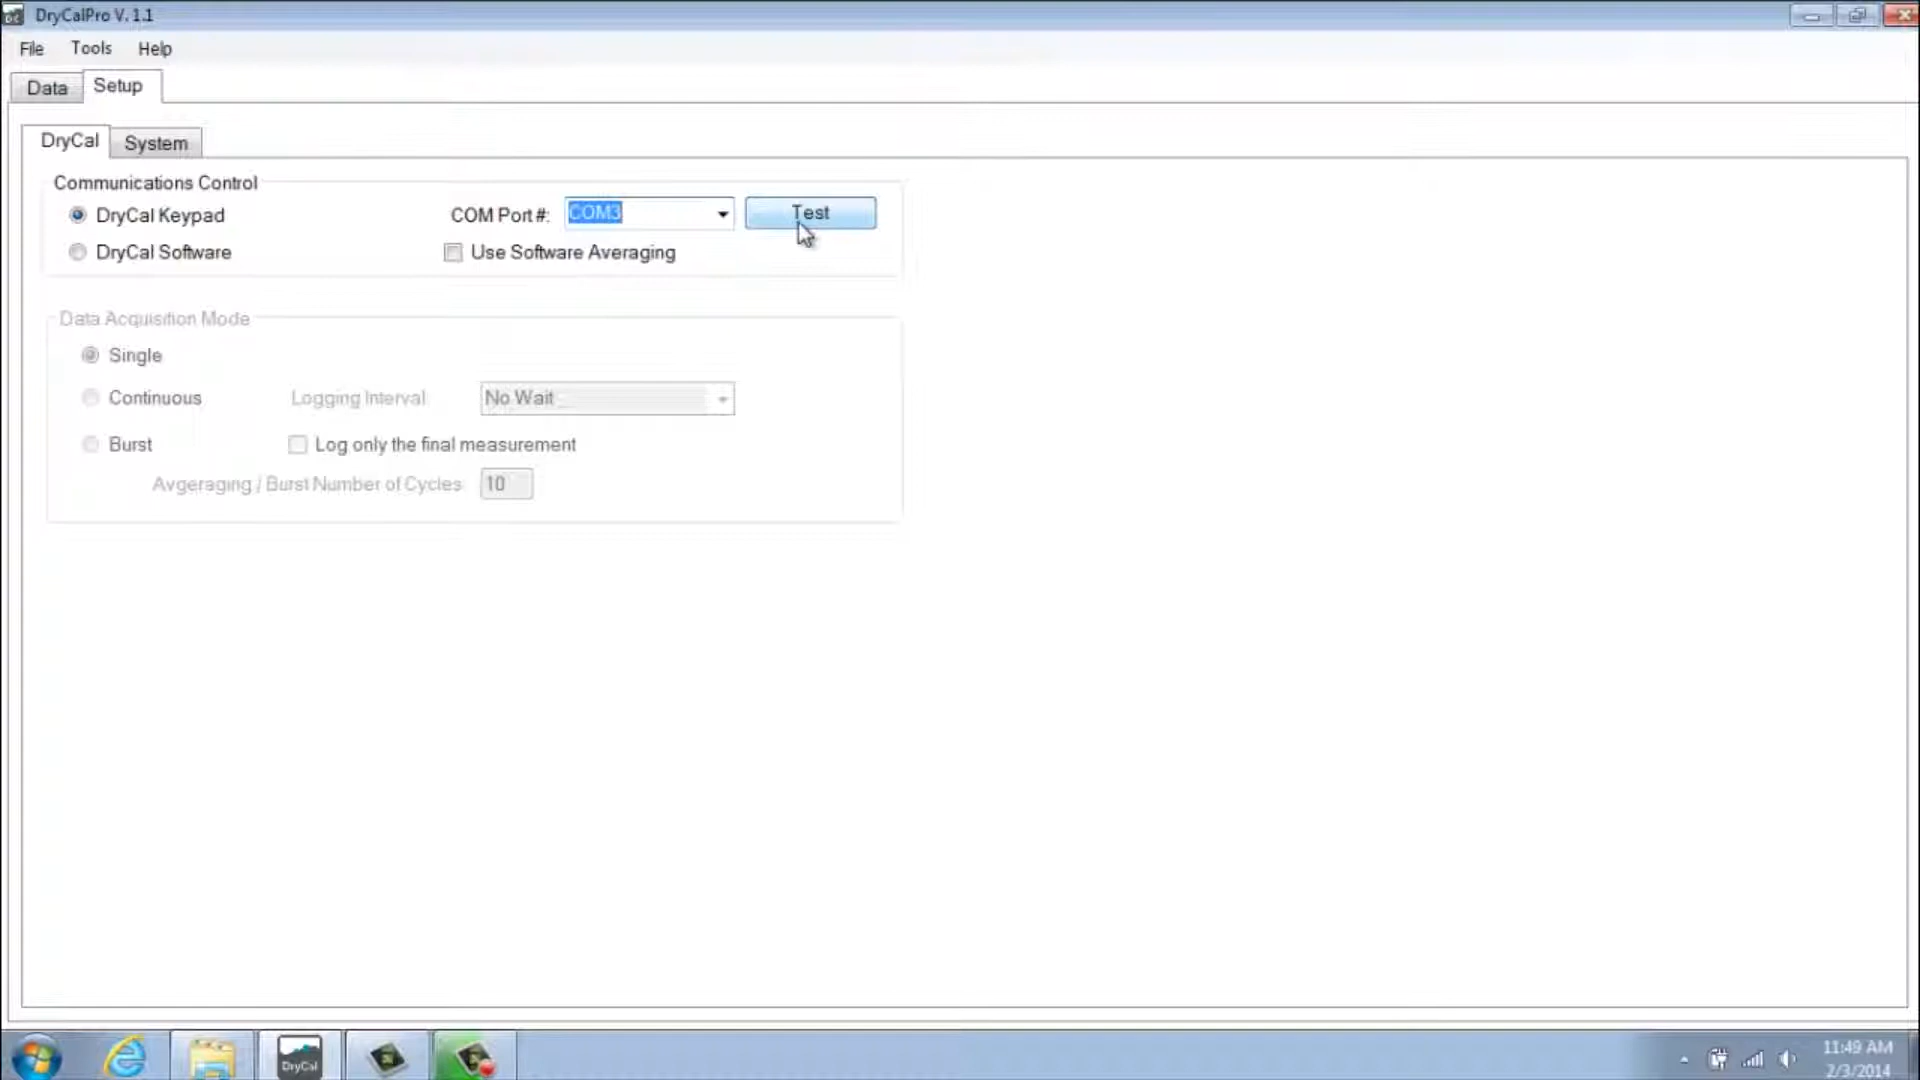 DryCalPro V. 1.1
File Tools Help
Data Setup
DryCal System
Communications Control
DryCal Keypad COM Port #: COM3 Test
DryCal Software Use Software Averaging
Data Acquisition Mode
Single
Continuous Logging Interval No Wait
Burst Log only the final measurement
Avgeraging / Burst Number of Cycles 10
DryCal
11:49 AM
2/3/2014